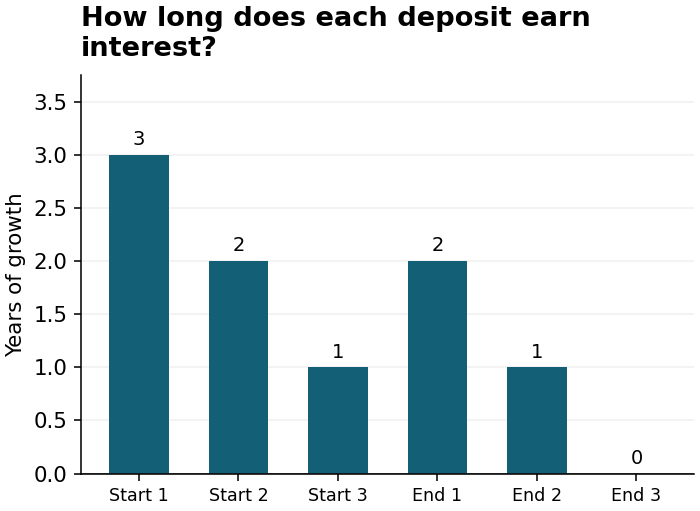 How long does each deposit earn
interest?
Years of growth
3.5
3.0
2.5
2.0
1.5
1.0
0.5
0.0
3
2
1
2
1
0
Start 1
Start 2
Start 3
End 1
End 2
End 3